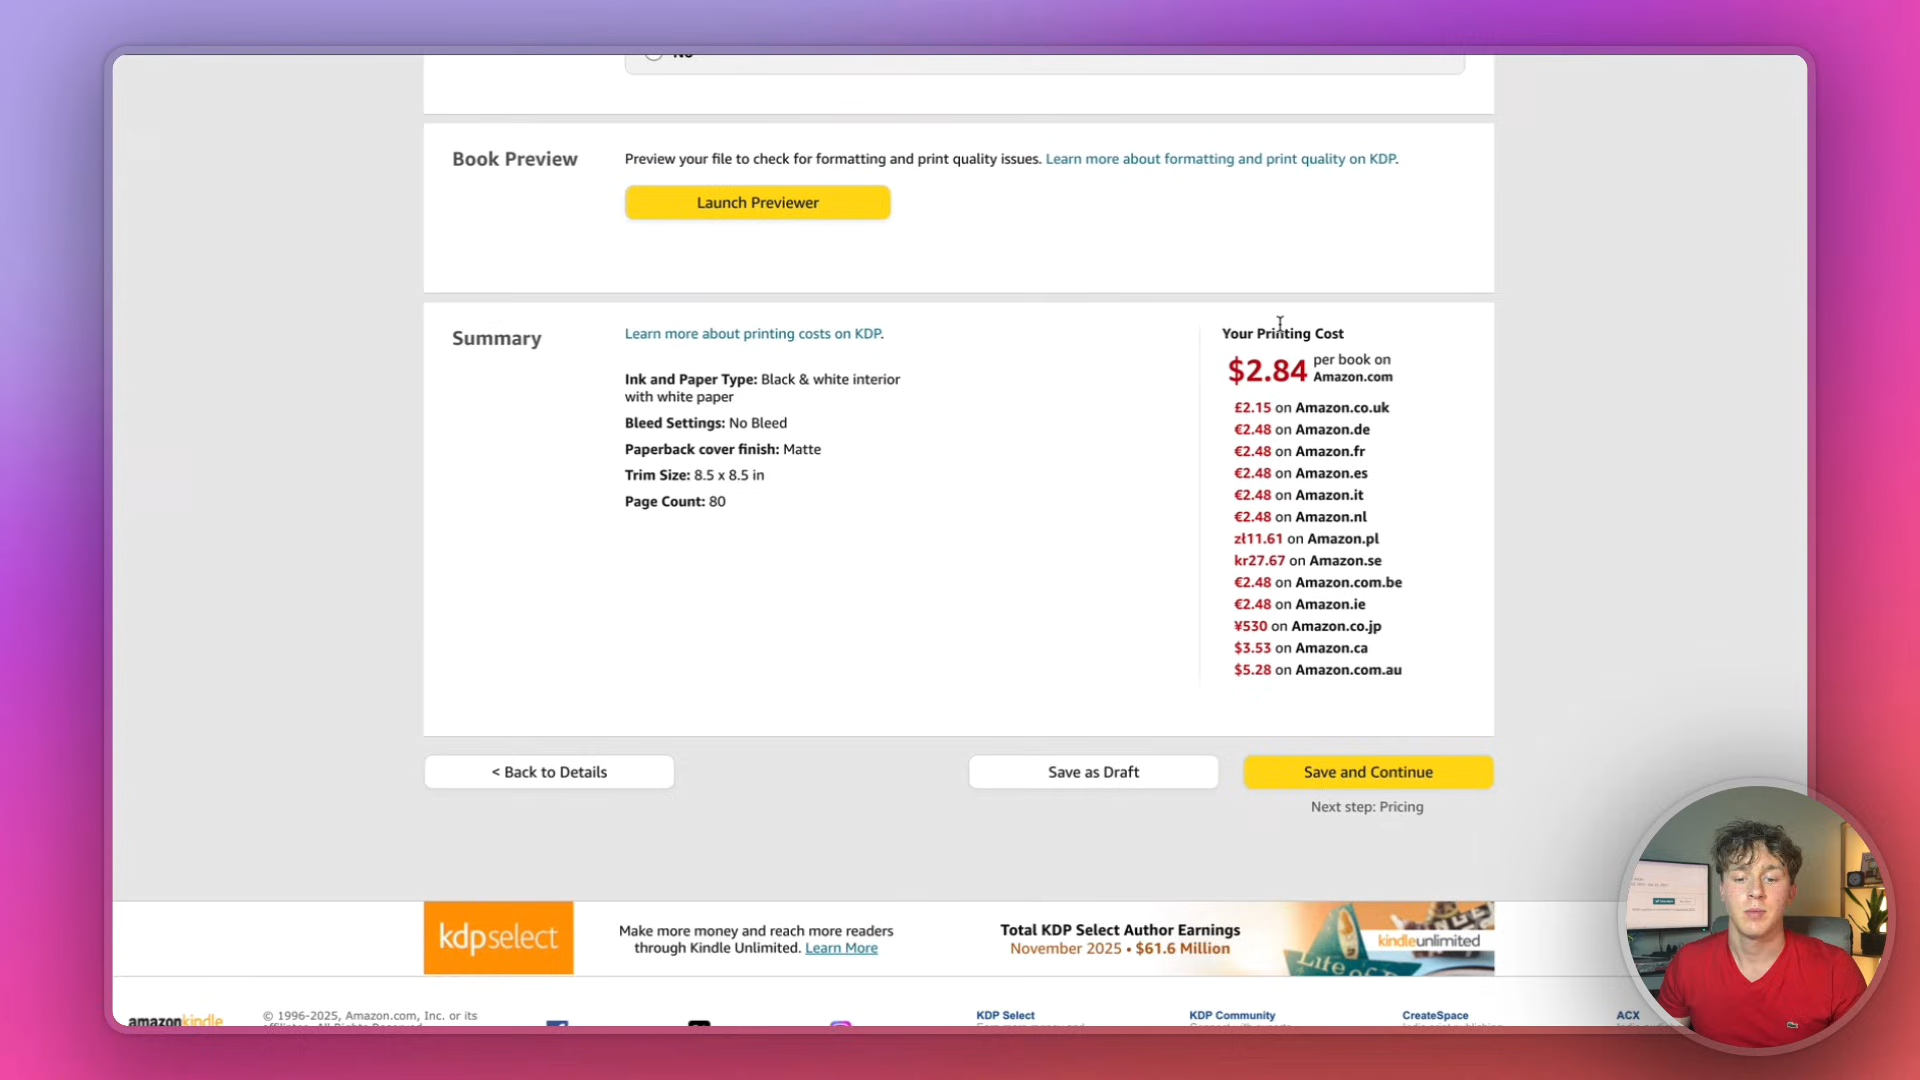 No
Book Preview
Preview your file to check for formatting and print quality issues. Learn more about formatting and print quality on KDP.
Launch Previewer
Summary
Learn more about printing costs on KDP.
Ink and Paper Type: Black & white interior
with white paper
Bleed Settings: No Bleed
Paperback cover finish: Matte
Trim Size: 8.5 x 8.5 in
Page Count: 80
Your Printing Cost
$2.84 per book on
Amazon.com
£2.15 on Amazon.co.uk
€2.48 on Amazon.de
€2.48 on Amazon.fr
€2.48 on Amazon.es
€2.48 on Amazon.it
€2.48 on Amazon.nl
zł11.61 on Amazon.pl
kr27.67 on Amazon.se
€2.48 on Amazon.com.be
€2.48 on Amazon.ie
¥530 on Amazon.co.jp
$3.53 on Amazon.ca
$5.28 on Amazon.com.au
< Back to Details
Save as Draft
Save and Continue
Next step: Pricing
kdpselect
Make more money and reach more readers
through Kindle Unlimited. Learn More
Total KDP Select Author Earnings
November 2025 • $61.6 Million
Life of
kindleunlimited
amazonkindle
© 1996-2025, Amazon.com, Inc. or its
KDP Select
KDP Community
CreateSpace
ACX